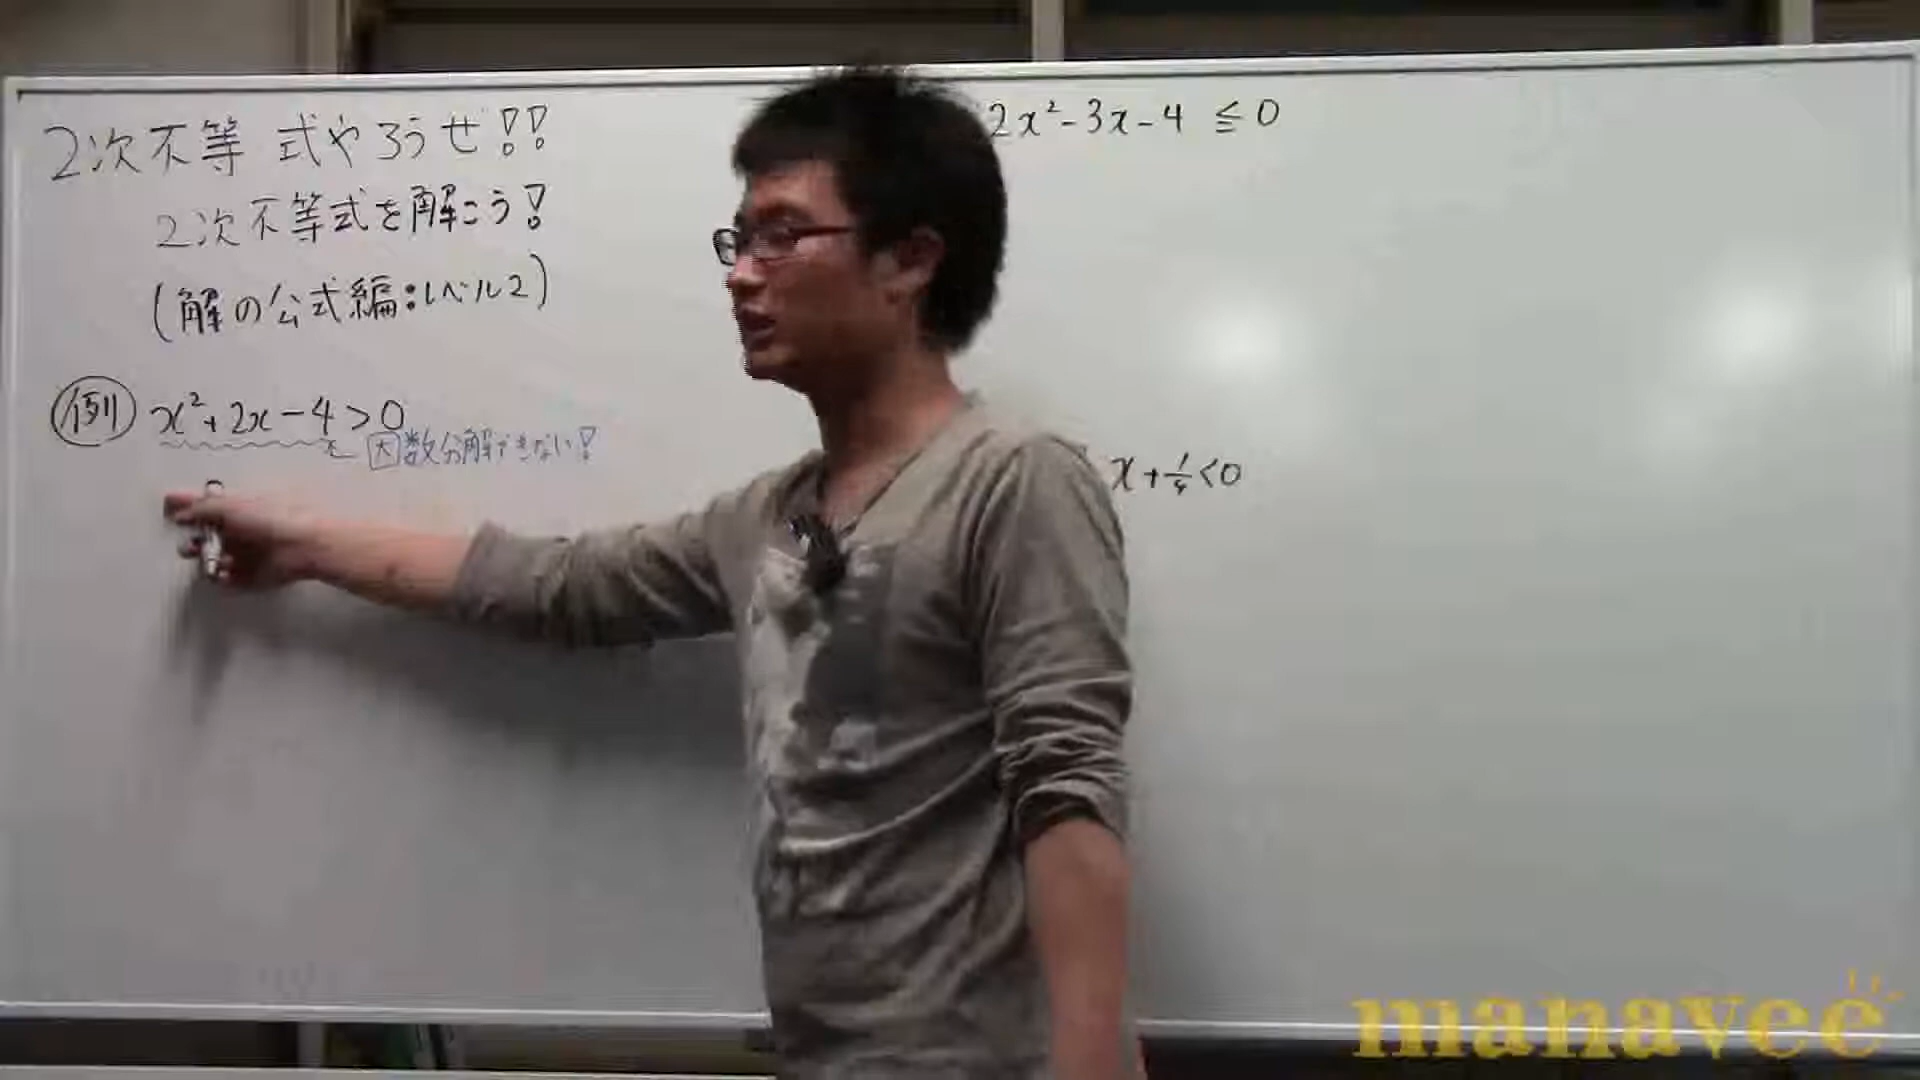 2次不等式やろうぜ!!
2次不等式を解こう!
(解の公式編:レベル2)
例 x²+2x-4>0
因数分解できない!
2x²-3x-4≦0
x+1/4<0
manavee